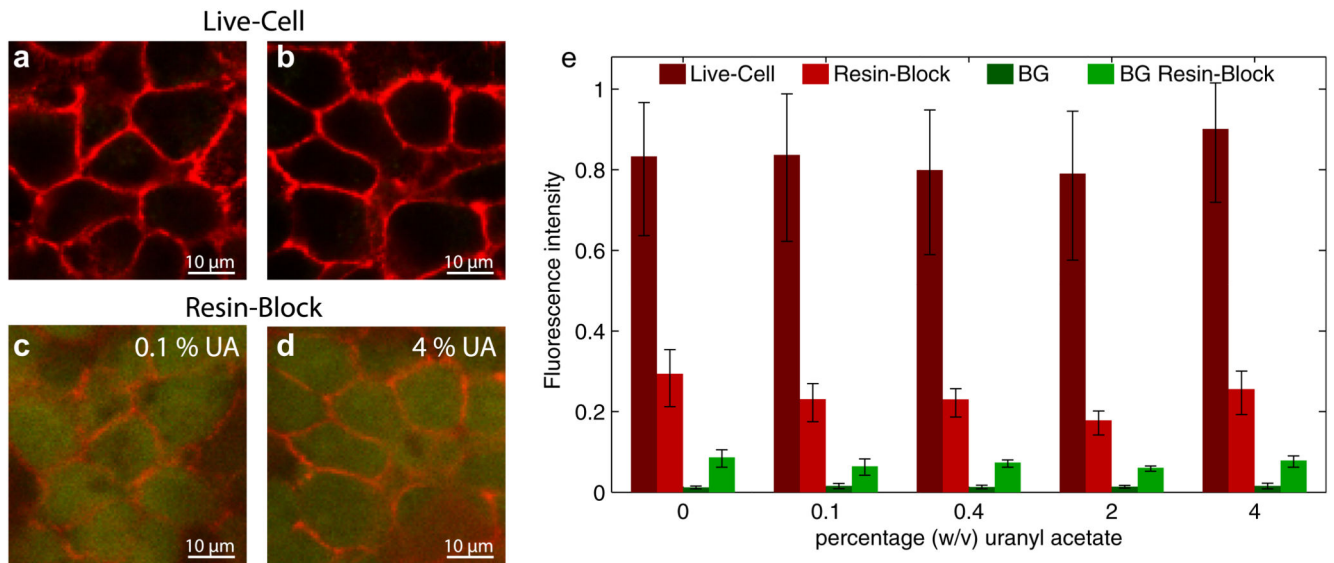 Live-Cell
a
b
10 µm
10 µm
Resin-Block
c
0.1 % UA
d
4 % UA
10 µm
10 µm
e
Live-Cell
Resin-Block
BG
BG Resin-Block
Fluorescence intensity
1
0.8
0.6
0.4
0.2
0
0
0.1
0.4
2
4
percentage (w/v) uranyl acetate